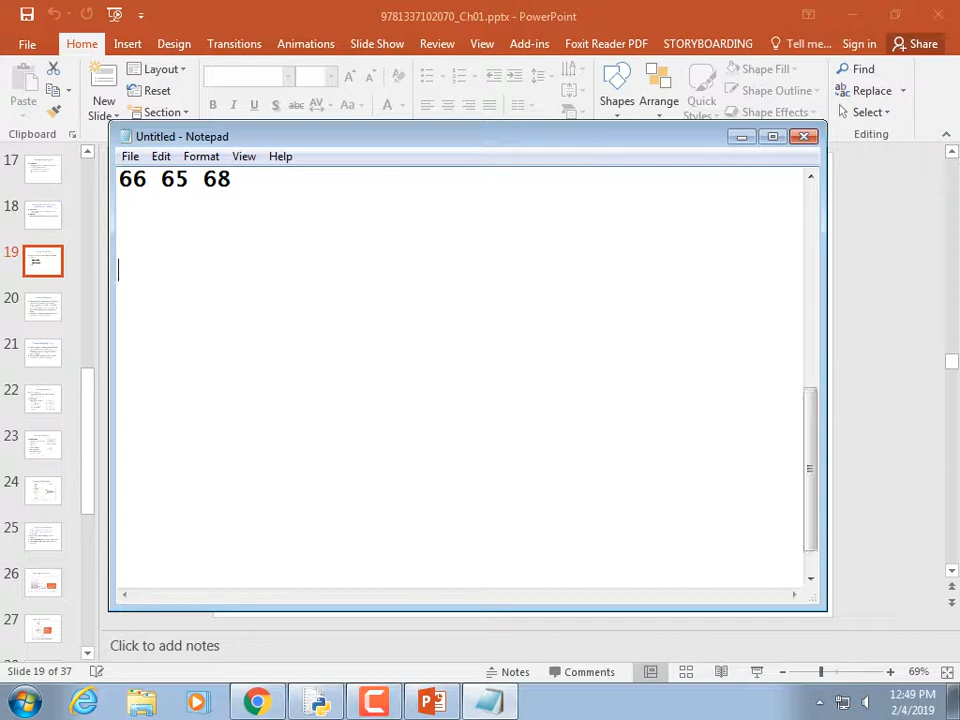 9781337102070_Ch01.pptx - PowerPoint
File Home Insert Design Transitions Animations Slide Show Review View Add-ins Foxit Reader PDF STORYBOARDING Tell me... Sign in Share
Paste
New
Slide
Layout
Reset
Section
B I U S abc AV Aa A
Shapes Arrange Quick
Styles
Shape Fill
Shape Outline
Shape Effects
Find
Replace
Select
Clipboard
Editing
Untitled - Notepad
File Edit Format View Help
66 65 68
17
18
19
20
21
22
23
24
25
26
27
Click to add notes
Slide 19 of 37 Notes Comments 69%
12:49 PM
2/4/2019